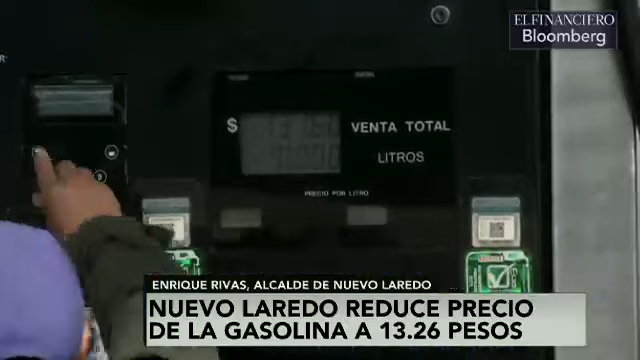 EL FINANCIERO
Bloomberg
$ VENTA TOTAL
LITROS
PRECIO POR LITRO
ENRIQUE RIVAS, ALCALDE DE NUEVO LAREDO
NUEVO LAREDO REDUCE PRECIO
DE LA GASOLINA A 13.26 PESOS